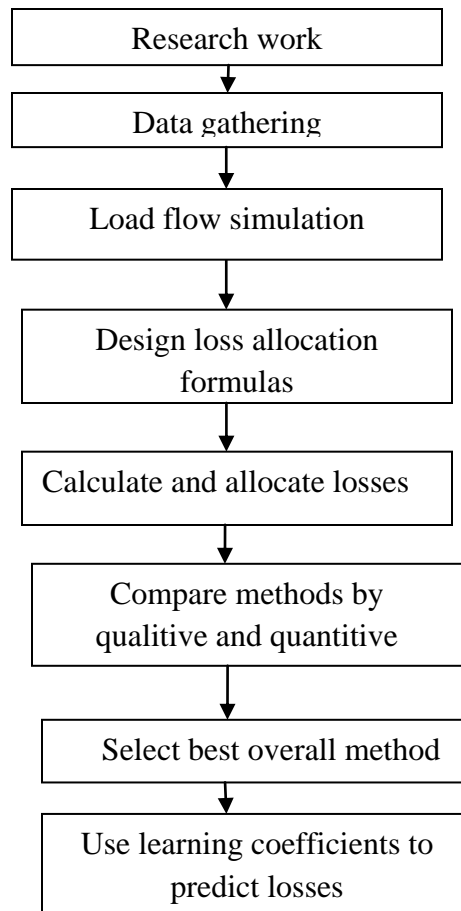 Research work
Data gathering
Load flow simulation
Design loss allocation
formulas
Calculate and allocate losses
Compare methods by
qualitive and quantitive
Select best overall method
Use learning coefficients to
predict losses